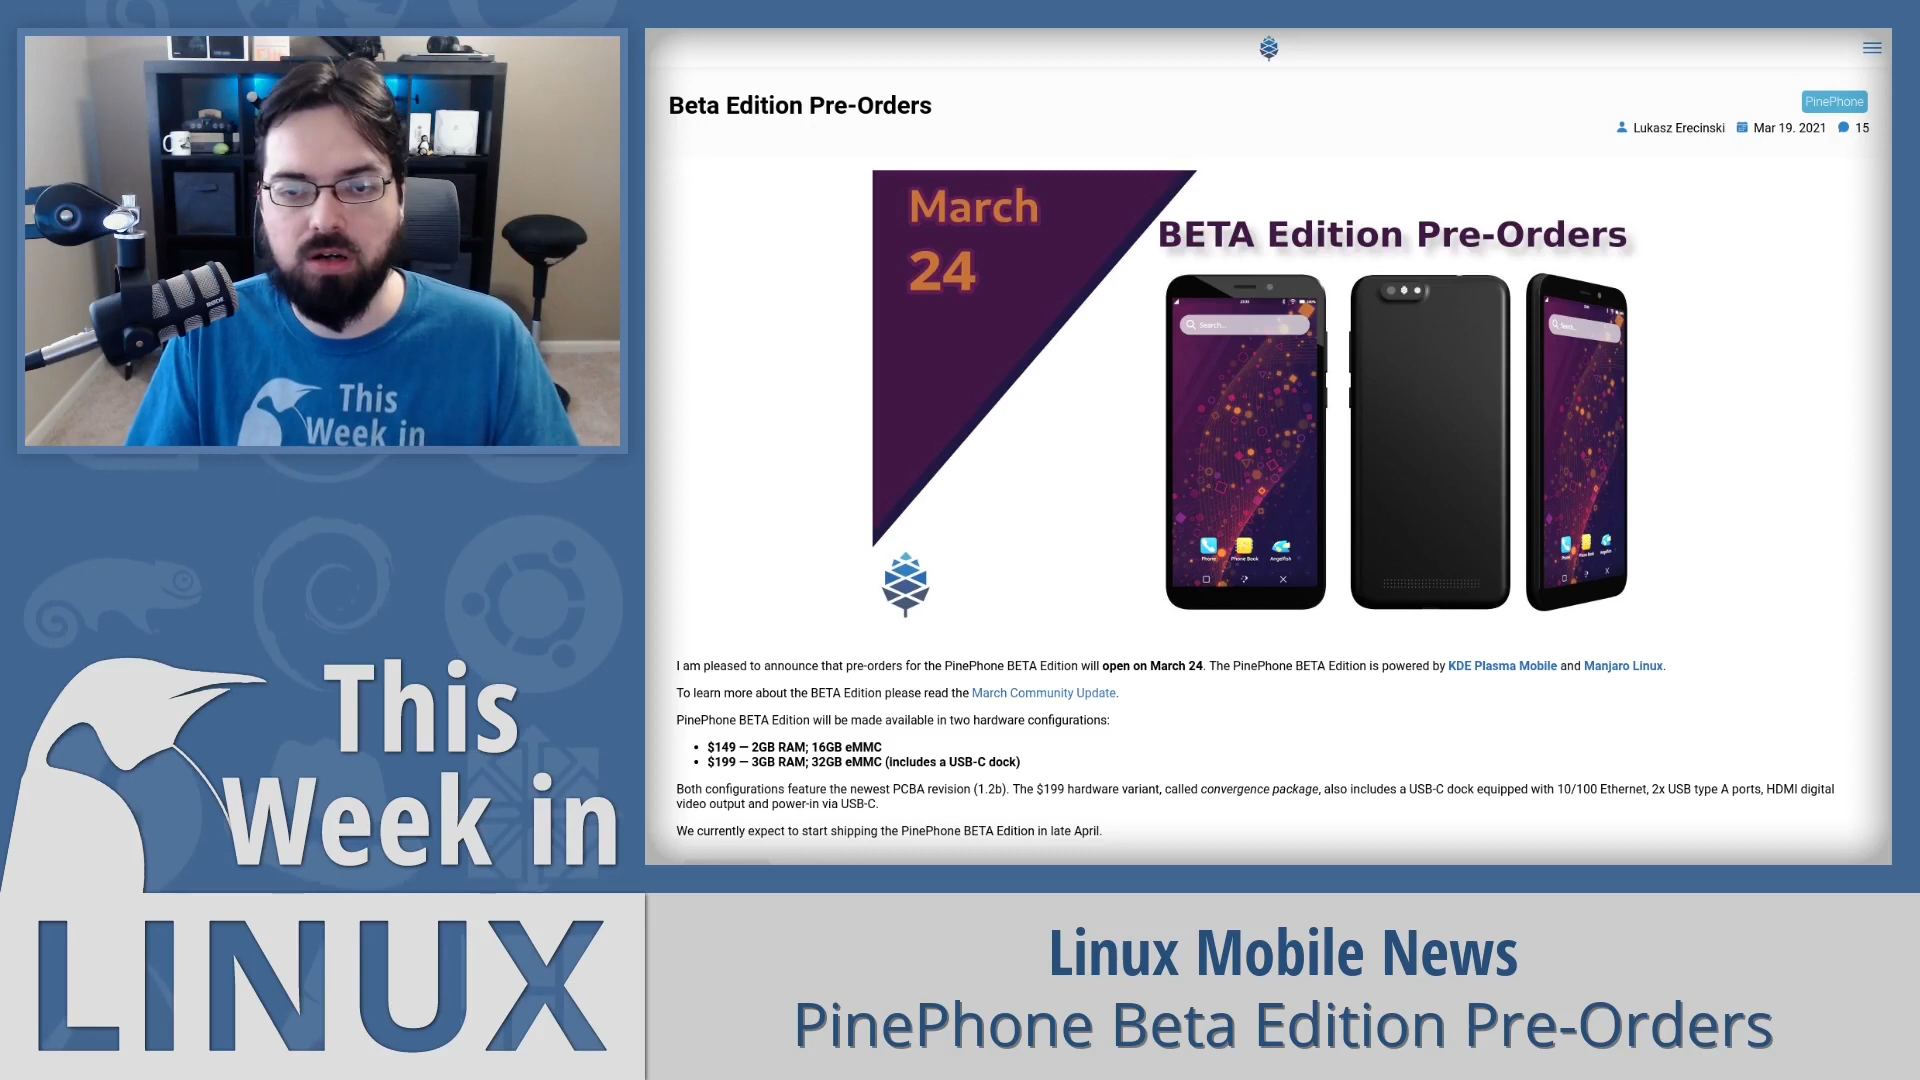 Beta Edition Pre-Orders
PinePhone
Lukasz Erecinski Mar 19. 2021 15
March
24
BETA Edition Pre-Orders
Search...
Phone Phone Book Angelfish
I am pleased to announce that pre-orders for the PinePhone BETA Edition will open on March 24. The PinePhone BETA Edition is powered by KDE Plasma Mobile and Manjaro Linux.
To learn more about the BETA Edition please read the March Community Update.
PinePhone BETA Edition will be made available in two hardware configurations:
• $149 — 2GB RAM; 16GB eMMC
• $199 — 3GB RAM; 32GB eMMC (includes a USB-C dock)
Both configurations feature the newest PCBA revision (1.2b). The $199 hardware variant, called convergence package, also includes a USB-C dock equipped with 10/100 Ethernet, 2x USB type A ports, HDMI digital
video output and power-in via USB-C.
We currently expect to start shipping the PinePhone BETA Edition in late April.
RØDE
This
Week in
This
Week in
LINUX
Linux Mobile News
PinePhone Beta Edition Pre-Orders